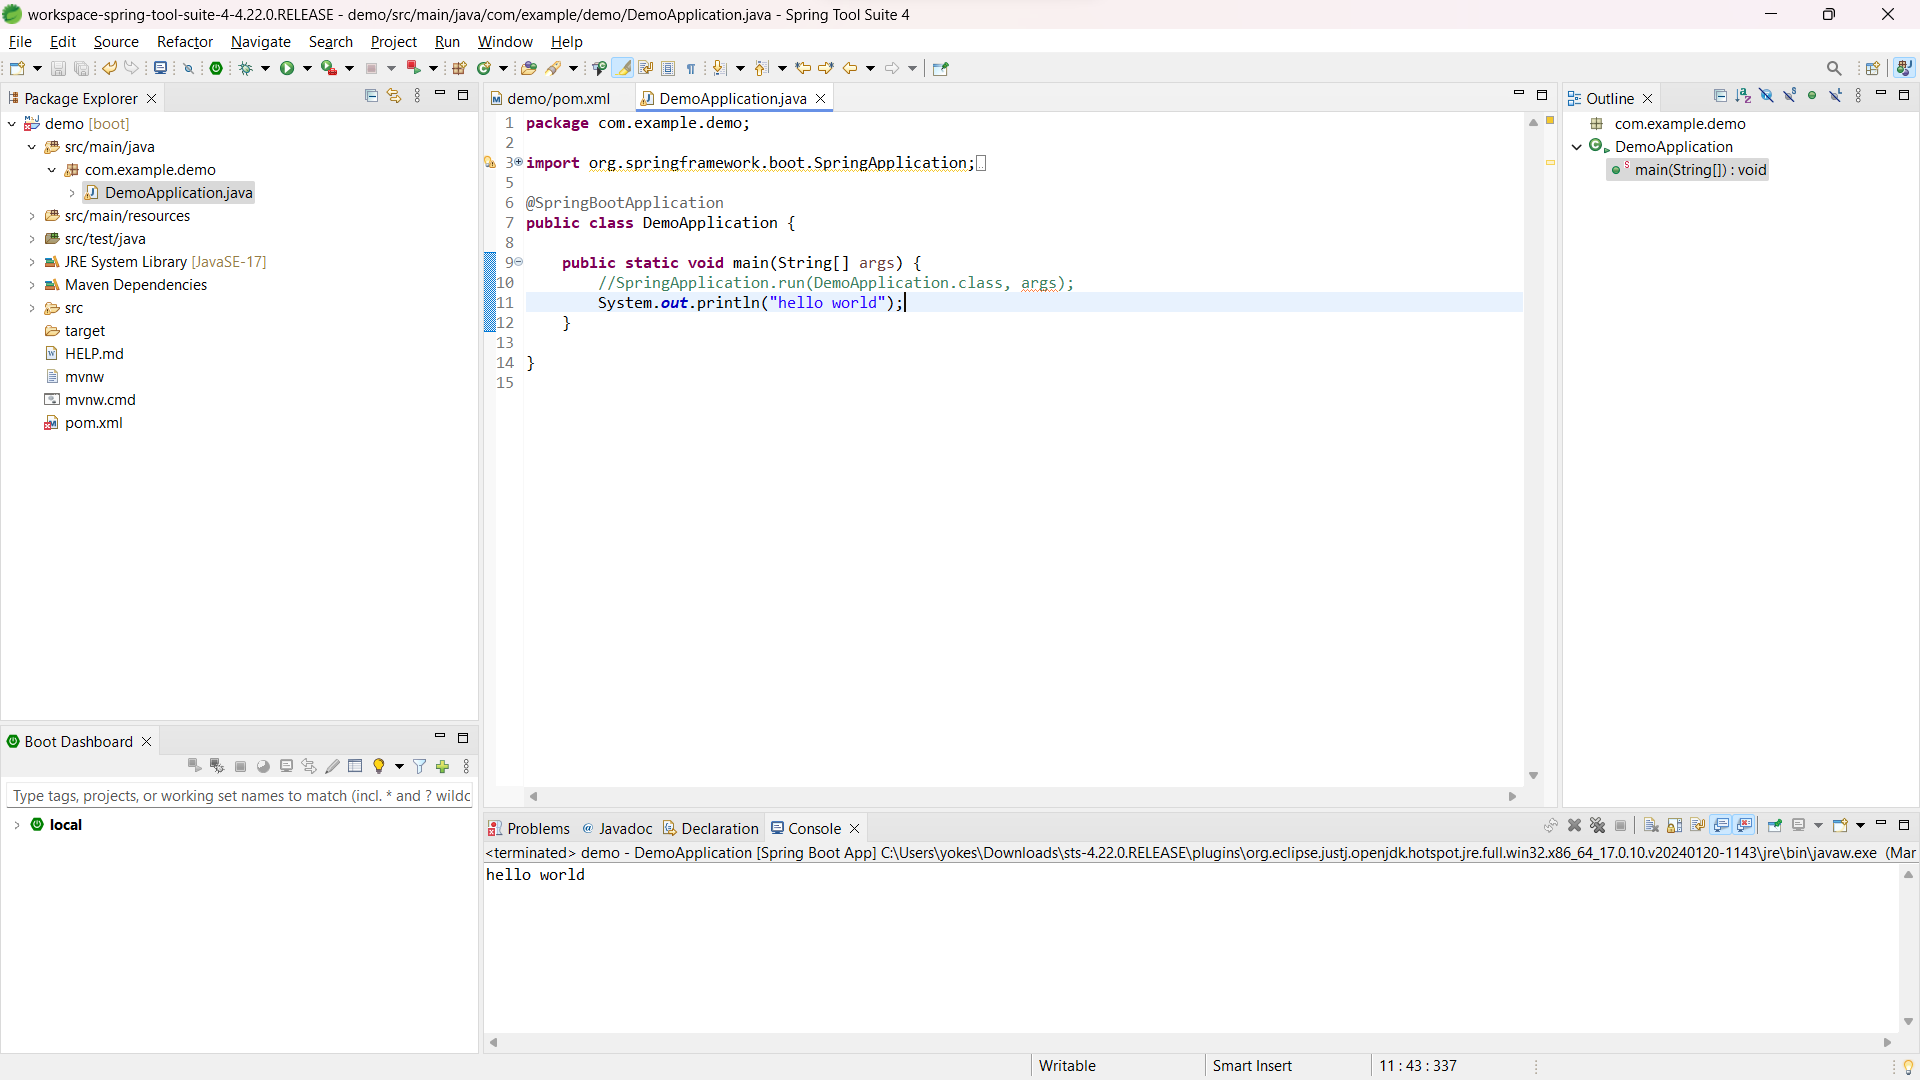 workspace-spring-tool-suite-4-4.22.0.RELEASE - demo/src/main/java/com/example/demo/DemoApplication.java - Spring Tool Suite 4
File Edit Source Refactor Navigate Search Project Run Window Help
Package Explorer
demo [boot]
src/main/java
com.example.demo
DemoApplication.java
src/main/resources
src/test/java
JRE System Library [JavaSE-17]
Maven Dependencies
src
target
HELP.md
mvnw
mvnw.cmd
pom.xml
Boot Dashboard
Type tags, projects, or working set names to match (incl. * and ? wildc
local
demo/pom.xml DemoApplication.java
1 package com.example.demo;
2
3 import org.springframework.boot.SpringApplication;
5
6 @SpringBootApplication
7 public class DemoApplication {
8
9 public static void main(String[] args) {
10 //SpringApplication.run(DemoApplication.class, args);
11 System.out.println("hello world");
12 }
13
14 }
15
Outline
com.example.demo
DemoApplication
main(String[]) : void
Problems Javadoc Declaration Console
<terminated> demo - DemoApplication [Spring Boot App] C:\Users\yokes\Downloads\sts-4.22.0.RELEASE\plugins\org.eclipse.justj.openjdk.hotspot.jre.full.win32.x86_64_17.0.10.v20240120-1143\jre\bin\javaw.exe (Mar
hello world
Writable Smart Insert 11 : 43 : 337